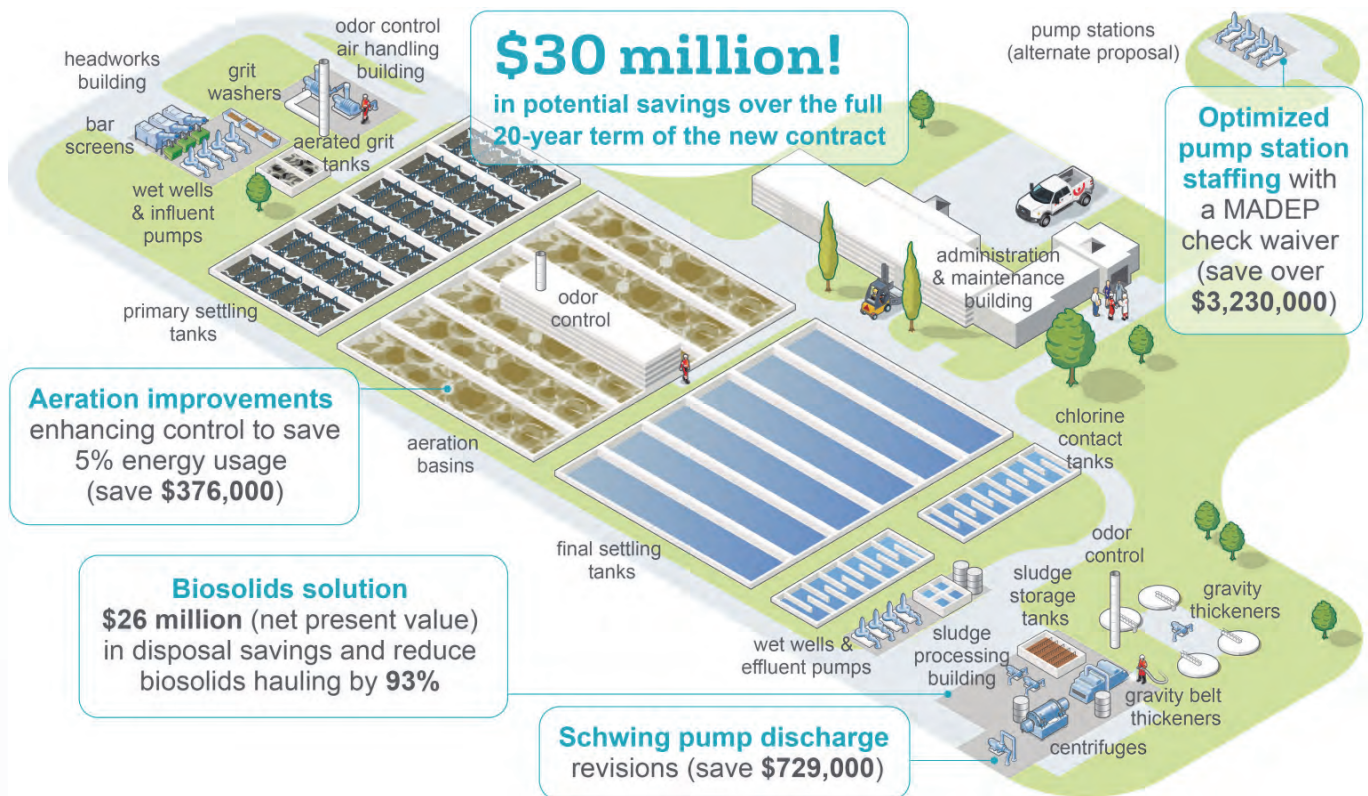 odor control
air handling
building
headworks
building
grit
washers
bar
screens
aerated grit
tanks
wet wells
& influent
pumps
primary settling
tanks
$30 million!
in potential savings over the full
20-year term of the new contract
pump stations
(alternate proposal)
Optimized
pump station
staffing with
a MADEP
check waiver
(save over
$3,230,000)
odor
control
administration
& maintenance
building
Aeration improvements
enhancing control to save
5% energy usage
(save $376,000)
aeration
basins
chlorine
contact
tanks
final settling
tanks
Biosolids solution
$26 million (net present value)
in disposal savings and reduce
biosolids hauling by 93%
wet wells &
effluent pumps
sludge
processing
building
sludge
storage
tanks
odor
control
gravity
thickeners
gravity belt
thickeners
centrifuges
Schwing pump discharge
revisions (save $729,000)